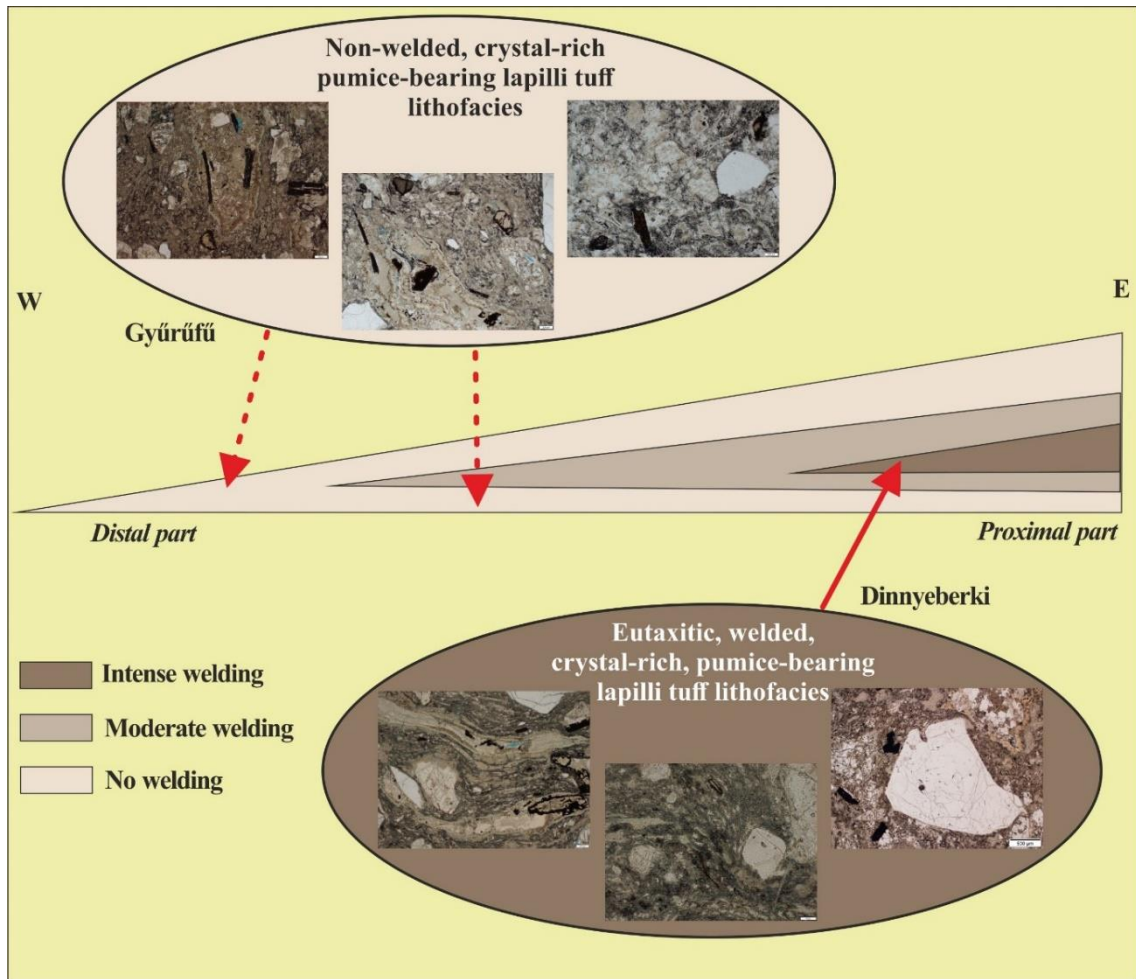 Non-welded, crystal-rich
pumice-bearing lapilli tuff
lithofacies
W
E
Gyűrűfű
Distal part
Proximal part
Dinnyeberki
Eutaxitic, welded,
crystal-rich, pumice-bearing
lapilli tuff lithofacies
Intense welding
Moderate welding
No welding